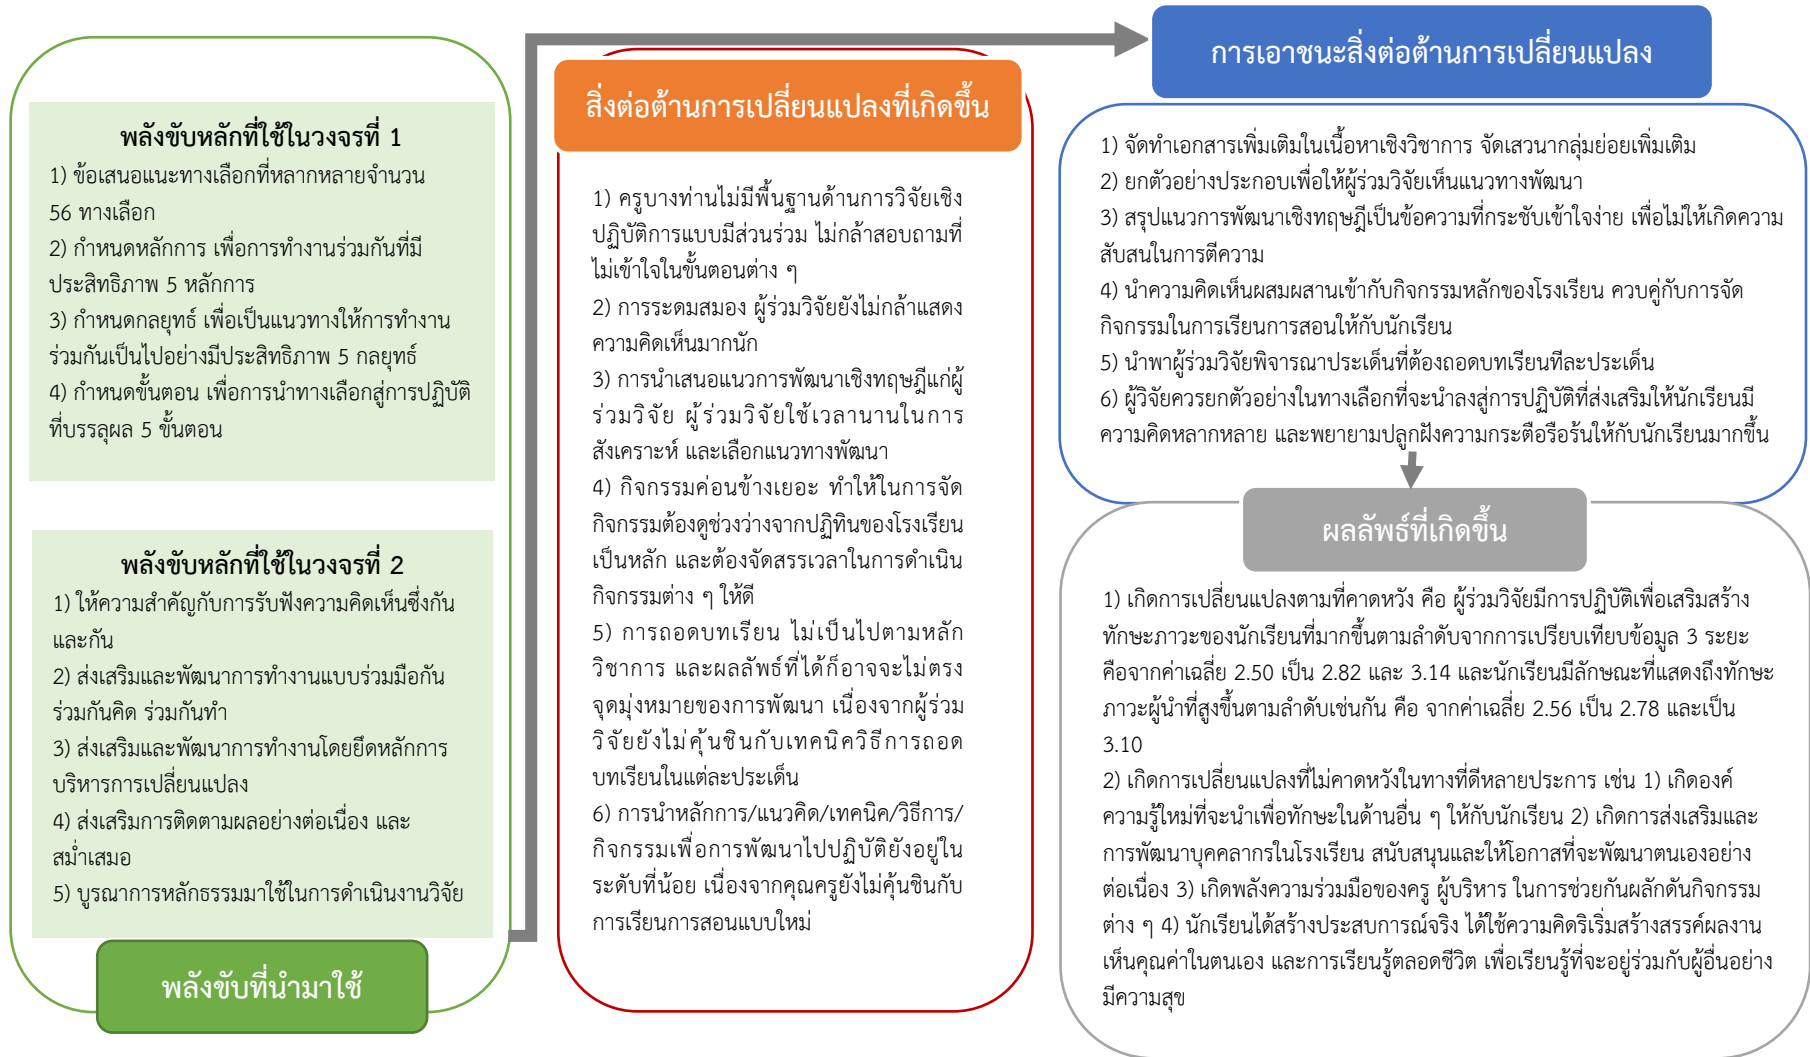 พลังขับหลักที่ใช้ในวงจรที่ 1
1) ข้อเสนอแนะทางเลือกที่หลากหลายจำนวน
56 ทางเลือก
2) กำหนดหลักการ เพื่อการทำงานร่วมกันที่มี
ประสิทธิภาพ 5 หลักการ
3) กำหนดกลยุทธ์ เพื่อเป็นแนวทางให้การทำงาน
ร่วมกันเป็นไปอย่างมีประสิทธิภาพ 5 กลยุทธ์
4) กำหนดขั้นตอน เพื่อการนำทางเลือกสู่การปฏิบัติ
ที่บรรลุผล 5 ขั้นตอน
พลังขับหลักที่ใช้ในวงจรที่ 2
1) ให้ความสำคัญกับการรับฟังความคิดเห็นซึ่งกัน
และกัน
2) ส่งเสริมและพัฒนาการทำงานแบบร่วมมือกัน
ร่วมกันคิด ร่วมกันทำ
3) ส่งเสริมและพัฒนาการทำงานโดยยึดหลักการ
บริหารการเปลี่ยนแปลง
4) ส่งเสริมการติดตามผลอย่างต่อเนื่อง และ
สม่ำเสมอ
5) บูรณาการหลักธรรมมาใช้ในการดำเนินงานวิจัย
พลังขับที่นำมาใช้
สิ่งต่อต้านการเปลี่ยนแปลงที่เกิดขึ้น
1) ครูบางท่านไม่มีพื้นฐานด้านการวิจัยเชิง
ปฏิบัติการแบบมีส่วนร่วม ไม่กล้าสอบถามที่
ไม่เข้าใจในขั้นตอนต่าง ๆ
2) การระดมสมอง ผู้ร่วมวิจัยยังไม่กล้าแสดง
ความคิดเห็นมากนัก
3) การนำเสนอแนวการพัฒนาเชิงทฤษฎีแก่ผู้
ร่วมวิจัย ผู้ร่วมวิจัยใช้เวลานานในการ
สังเคราะห์ และเลือกแนวทางพัฒนา
4) กิจกรรมค่อนข้างเยอะ ทำให้ในการจัด
กิจกรรมต้องดูช่วงว่างจากปฏิทินของโรงเรียน
เป็นหลัก และต้องจัดสรรเวลาในการดำเนิน
กิจกรรมต่าง ๆ ให้ดี
5) การถอดบทเรียน ไม่เป็นไปตามหลัก
วิชาการ และผลลัพธ์ที่ได้ก็อาจจะไม่ตรง
จุดมุ่งหมายของการพัฒนา เนื่องจากผู้ร่วม
วิจัยยังไม่คุ้นชินกับเทคนิควิธีการถอด
บทเรียนในแต่ละประเด็น
6) การนำหลักการ/แนวคิด/เทคนิค/วิธีการ/
กิจกรรมเพื่อการพัฒนาไปปฏิบัติยังอยู่ใน
ระดับที่น้อย เนื่องจากคุณครูยังไม่คุ้นชินกับ
การเรียนการสอนแบบใหม่
การเอาชนะสิ่งต่อต้านการเปลี่ยนแปลง
1) จัดทำเอกสารเพิ่มเติมในเนื้อหาเชิงวิชาการ จัดเสวนากลุ่มย่อยเพิ่มเติม
2) ยกตัวอย่างประกอบเพื่อให้ผู้ร่วมวิจัยเห็นแนวทางพัฒนา
3) สรุปแนวการพัฒนาเชิงทฤษฎีเป็นข้อความที่กระชับเข้าใจง่าย เพื่อไม่ให้เกิดความ
สับสนในการตีความ
4) นำความคิดเห็นผสมผสานเข้ากับกิจกรรมหลักของโรงเรียน ควบคู่กับการจัด
กิจกรรมในการเรียนการสอนให้กับนักเรียน
5) นำพาผู้ร่วมวิจัยพิจารณาประเด็นที่ต้องถอดบทเรียนทีละประเด็น
6) ผู้วิจัยควรยกตัวอย่างในทางเลือกที่จะนำลงสู่การปฏิบัติที่ส่งเสริมให้นักเรียนมี
ความคิดหลากหลาย และพยายามปลูกฝังความกระตือรือร้นให้กับนักเรียนมากขึ้น
ผลลัพธ์ที่เกิดขึ้น
1) เกิดการเปลี่ยนแปลงตามที่คาดหวัง คือ ผู้ร่วมวิจัยมีการปฏิบัติเพื่อเสริมสร้าง
ทักษะภาวะของนักเรียนที่มากขึ้นตามลำดับจากการเปรียบเทียบข้อมูล 3 ระยะ
คือจากค่าเฉลี่ย 2.50 เป็น 2.82 และ 3.14 และนักเรียนมีลักษณะที่แสดงถึงทักษะ
ภาวะผู้นำที่สูงขึ้นตามลำดับเช่นกัน คือ จากค่าเฉลี่ย 2.56 เป็น 2.78 และเป็น
3.10
2) เกิดการเปลี่ยนแปลงที่ไม่คาดหวังในทางที่ดีหลายประการ เช่น 1) เกิดองค์
ความรู้ใหม่ที่จะนำเพื่อทักษะในด้านอื่น ๆ ให้กับนักเรียน 2) เกิดการส่งเสริมและ
การพัฒนาบุคคลากรในโรงเรียน สนับสนุนและให้โอกาสที่จะพัฒนาตนเองอย่าง
ต่อเนื่อง 3) เกิดพลังความร่วมมือของครู ผู้บริหาร ในการช่วยกันผลักดันกิจกรรม
ต่าง ๆ 4) นักเรียนได้สร้างประสบการณ์จริง ได้ใช้ความคิดริเริ่มสร้างสรรค์ผลงาน
เห็นคุณค่าในตนเอง และการเรียนรู้ตลอดชีวิต เพื่อเรียนรู้ที่จะอยู่ร่วมกับผู้อื่นอย่าง
มีความสุข